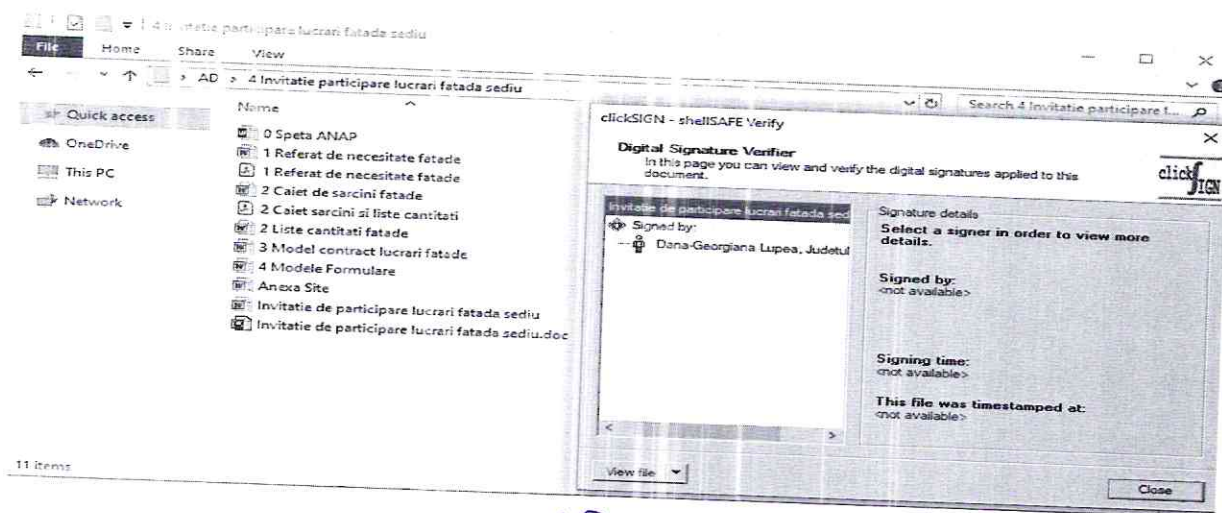 4 Invitatie participare lucrari fatada sediu
File Home Share View
AD > 4 Invitatie participare lucrari fatada sediu
Search 4 Invitatie participare l...
Quick access
OneDrive
This PC
Network
Name
0 Speta ANAP
1 Referat de necesitate fatade
1 Referat de necesitate fatade
2 Caiet de sarcini fatade
2 Caiet sarcini si liste cantitati
2 Liste cantitati fatade
3 Model contract lucrari fatade
4 Modele Formulare
Anexa Site
Invitatie de participare lucrari fatada sediu
Invitatie de participare lucrari fatada sediu.doc
11 items
clickSIGN - shellSAFE Verify
Digital Signature Verifier
In this page you can view and verify the digital signatures applied to this
document.
clickSIGN
Invitatie de participare lucrari fatada sed
Signed by:
Dana-Georgiana Lupea, Judetul
Signature details
Select a signer in order to view more
details.
Signed by:
<not available>
Signing time:
<not available>
This file was timestamped at:
<not available>
View file
Close